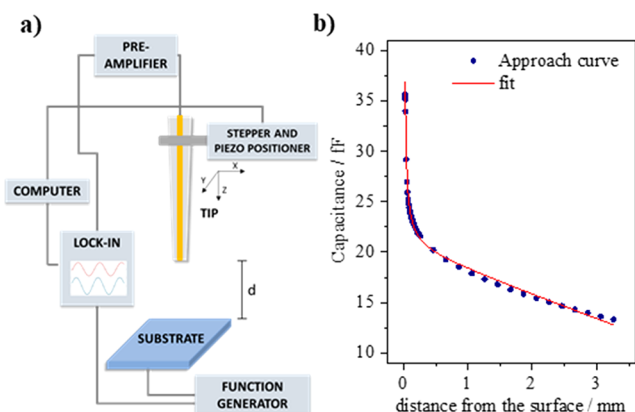 a)
PRE-
AMPLIFIER
STEPPER AND
PIEZO POSITIONER
X
Y
Z
TIP
COMPUTER
LOCK-IN
d
SUBSTRATE
FUNCTION
GENERATOR
b)
Approach curve
fit
Capacitance / fF
40
35
30
25
20
15
10
0
1
2
3
distance from the surface / mm